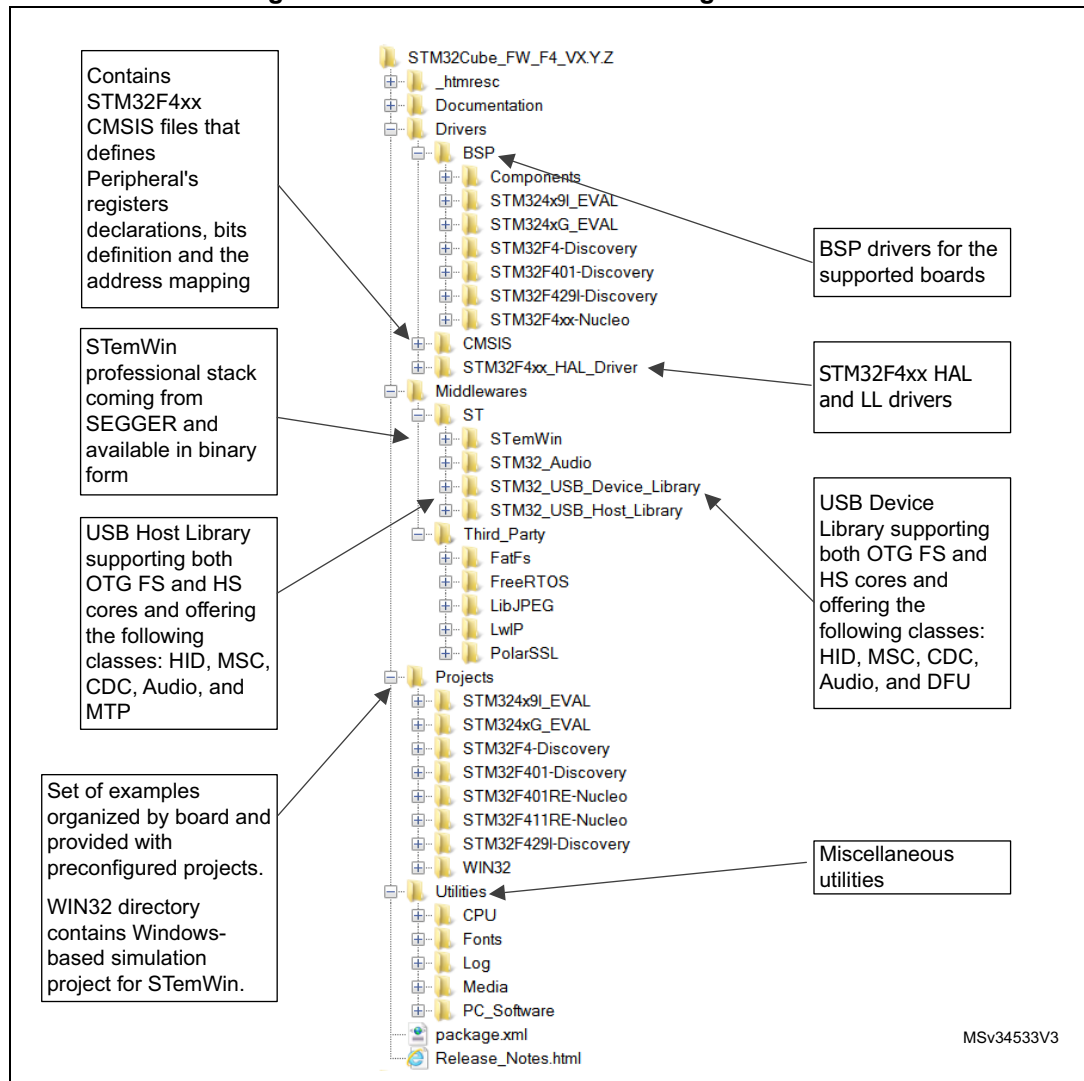 Contains
STM32F4xx
CMSIS files that
defines
Peripheral's
registers
declarations, bits
definition and the
address mapping
STemWin
professional stack
coming from
SEGGER and
available in binary
form
USB Host Library
supporting both
OTG FS and HS
cores and offering
the following
classes: HID, MSC,
CDC, Audio, and
MTP
Set of examples
organized by board and
provided with
preconfigured projects.
WIN32 directory
contains Windows-
based simulation
project for STemWin.
STM32Cube_FW_F4_VX.Y.Z
_htmresc
Documentation
Drivers
BSP
Components
STM324x9I_EVAL
STM324xG_EVAL
STM32F4-Discovery
STM32F401-Discovery
STM32F429I-Discovery
STM32F4xx-Nucleo
CMSIS
STM32F4xx_HAL_Driver
Middlewares
ST
STemWin
STM32_Audio
STM32_USB_Device_Library
STM32_USB_Host_Library
Third_Party
FatFs
FreeRTOS
LibJPEG
LwIP
PolarSSL
Projects
STM324x9I_EVAL
STM324xG_EVAL
STM32F4-Discovery
STM32F401-Discovery
STM32F401RE-Nucleo
STM32F411RE-Nucleo
STM32F429I-Discovery
WIN32
Utilities
CPU
Fonts
Log
Media
PC_Software
package.xml
Release_Notes.html
BSP drivers for the
supported boards
STM32F4xx HAL
and LL drivers
USB Device
Library supporting
both OTG FS and
HS cores and
offering the
following classes:
HID, MSC, CDC,
Audio, and DFU
Miscellaneous
utilities
MSv34533V3